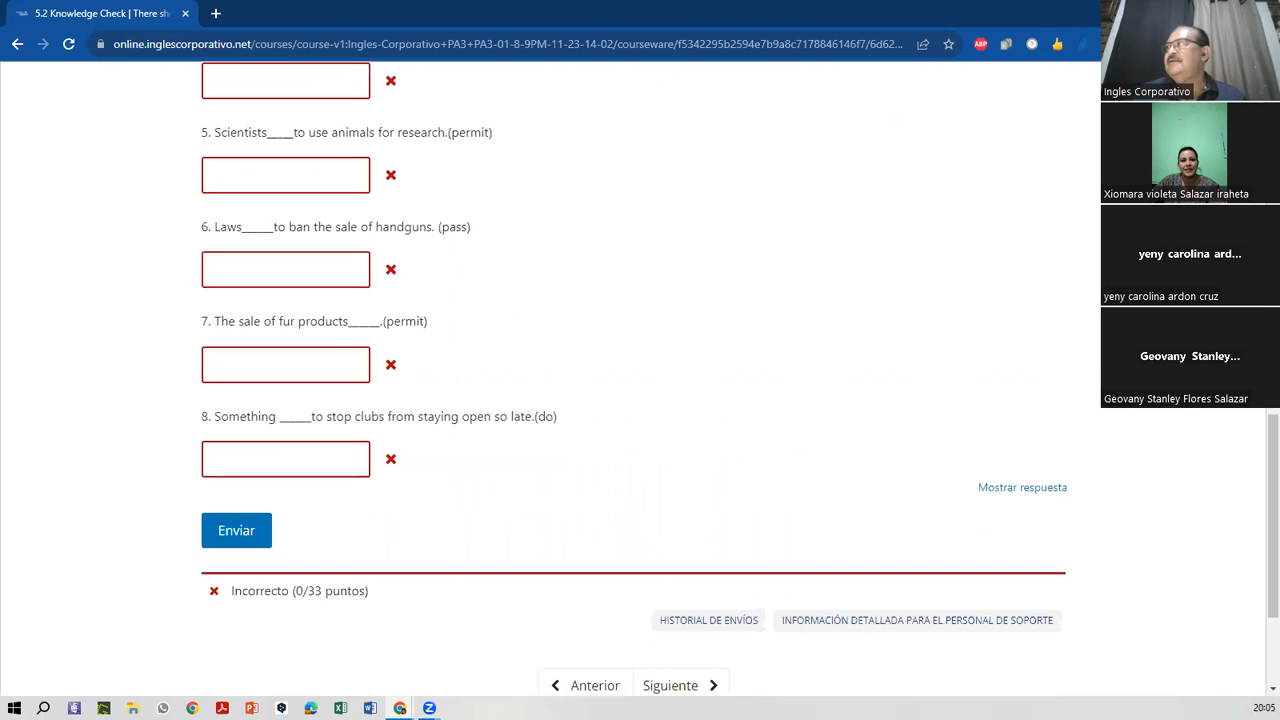 5.2 Knowledge Check | There sh
online.inglescorporativo.net/courses/course-v1:Ingles-Corporativo+PA3+PA3-01-8-9PM-11-23-14-02/courseware/f5342295b2594e7b9a8c7178846146f7/6d62...
ABP
Ingles Corporativo
5. Scientists_____to use animals for research.(permit)
Xiomara violeta Salazar iraheta
6. Laws______to ban the sale of handguns. (pass)
yeny carolina ard...
yeny carolina ardon cruz
7. The sale of fur products______.(permit)
Geovany Stanley...
Geovany Stanley Flores Salazar
8. Something ______to stop clubs from staying open so late.(do)
Mostrar respuesta
Enviar
Incorrecto (0/33 puntos)
HISTORIAL DE ENVÍOS
INFORMACIÓN DETALLADA PARA EL PERSONAL DE SOPORTE
Anterior
Siguiente
20:05